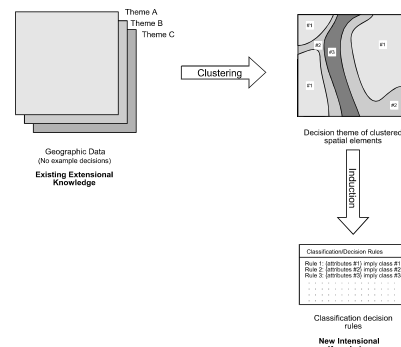 Theme A
Theme B
Theme C
Clustering
Geographic Data
(No example decisions)
Existing Extensional
Knowledge
#1
#2
#3
#1
#1
#2
Decision theme of clustered
spatial elements
Induction
Classification/Decision Rules
Rule 1: {attributes #1} imply class #1
Rule 2: {attributes #2} imply class #2
Rule 3: {attributes #3} imply class #3
Classification decision
rules
New Intensional